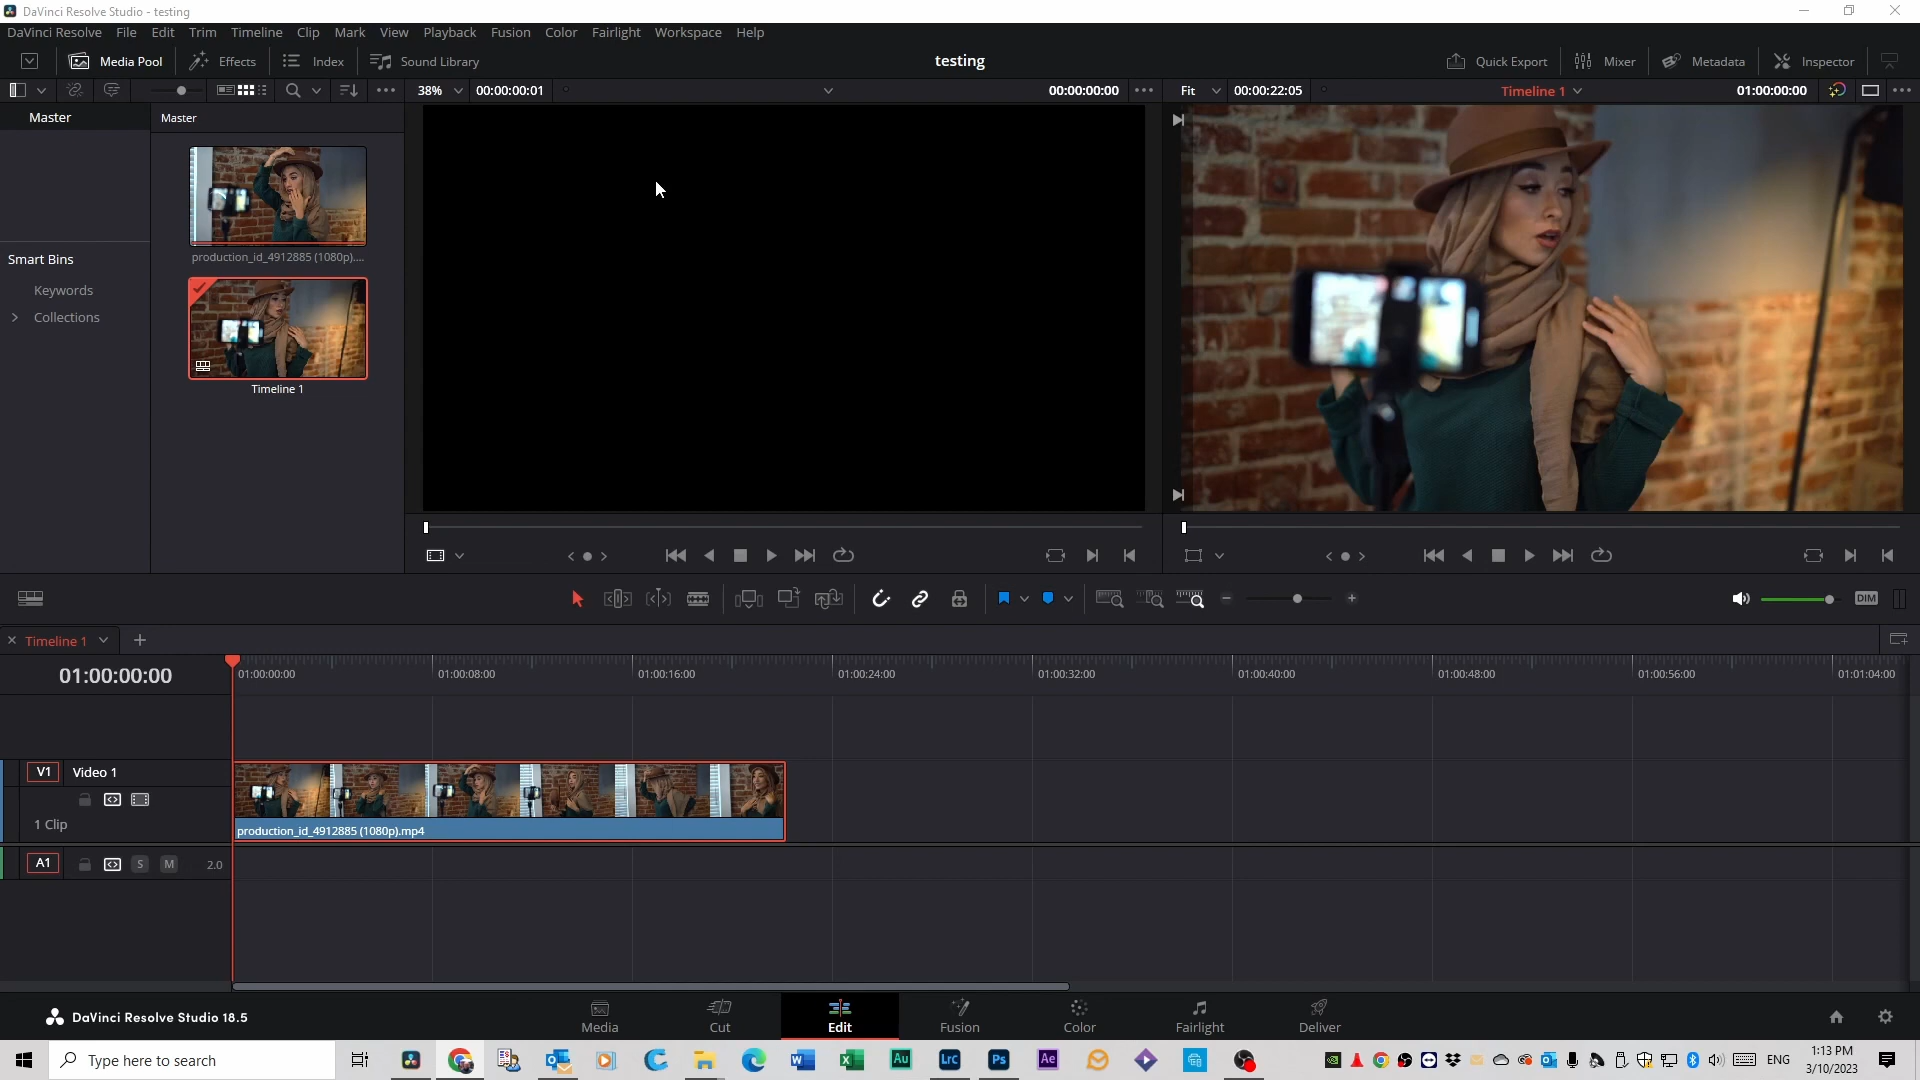 DaVinci Resolve Studio - testing
DaVinci Resolve File Edit Trim Timeline Clip Mark View Playback Fusion Color Fairlight Workspace Help
Media Pool Effects Index Sound Library testing Quick Export Mixer Metadata Inspector
38% 00:00:00:01 00:00:00:00 Fit 00:00:22:05 Timeline 1 01:00:00:00
Master Master
production_id_4912885 (1080p)....
Smart Bins
Keywords
Collections
Timeline 1
DIM
Timeline 1
01:00:00:00
01:00:00:00 01:00:08:00 01:00:16:00 01:00:24:00 01:00:32:00 01:00:40:00 01:00:48:00 01:00:56:00 01:01:04:00
V1 Video 1
1 Clip
production_id_4912885 (1080p).mp4
A1 S M 2.0
DaVinci Resolve Studio 18.5
Media Cut Edit Fusion Color Fairlight Deliver
Type here to search
Au LrC Ps Ae
ENG
1:13 PM
3/10/2023